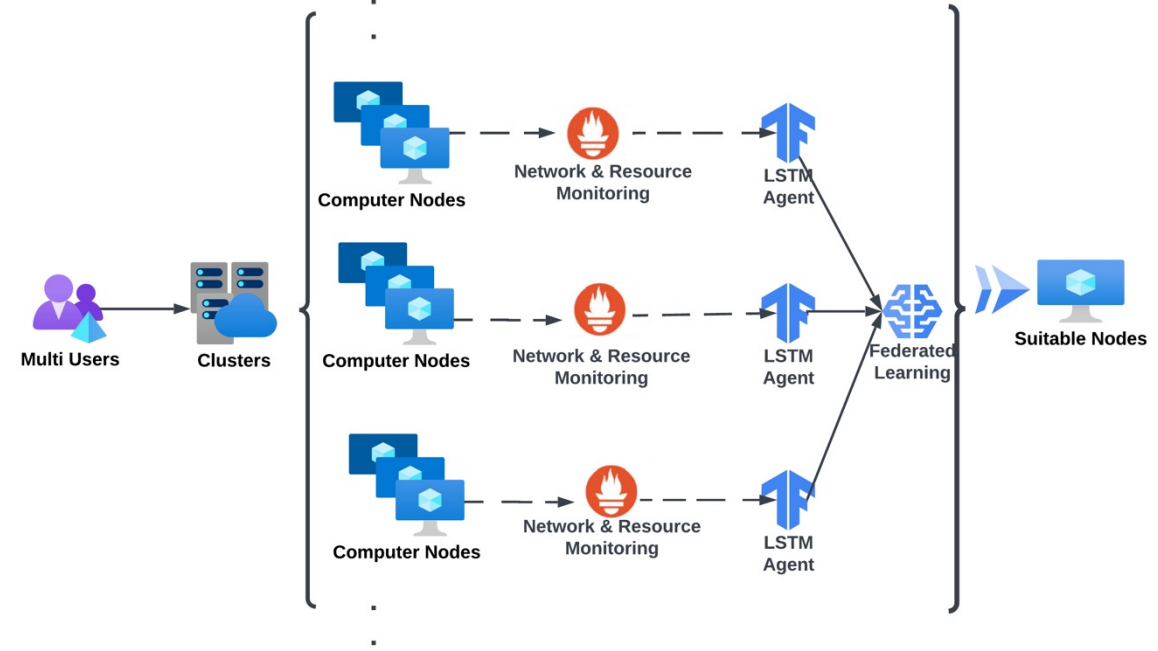 Computer Nodes
Network & Resource
Monitoring
LSTM
Agent
Multi Users
Clusters
Computer Nodes
Network & Resource
Monitoring
LSTM
Agent
Federated
Learning
Suitable Nodes
Computer Nodes
Network & Resource
Monitoring
LSTM
Agent